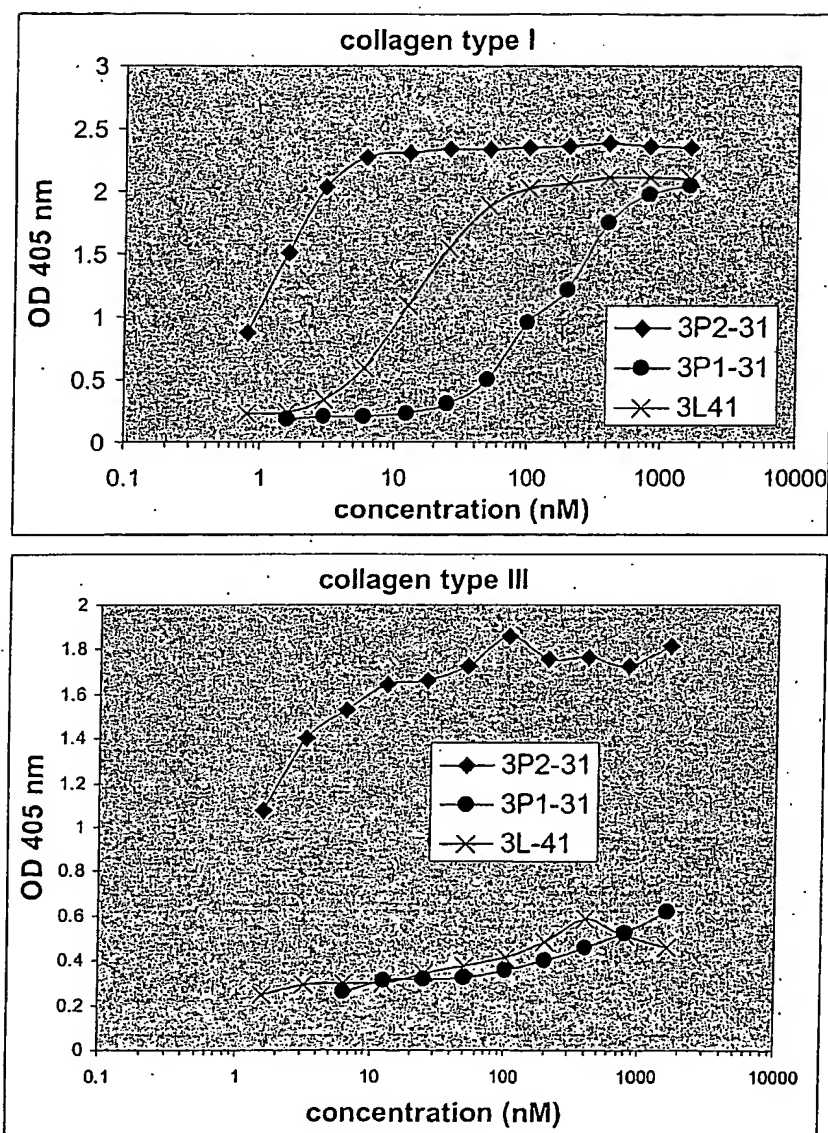 collagen type I
3
2.5
2
1.5
1
0.5
0
OD 405 nm
3P2-31
3P1-31
3L41
0.1 1 10 100 1000 10000
concentration (nM)
collagen type III
2
1.8
1.6
1.4
1.2
1
0.8
0.6
0.4
0.2
0
OD 405 nm
3P2-31
3P1-31
3L-41
0.1 1 10 100 1000 10000
concentration (nM)